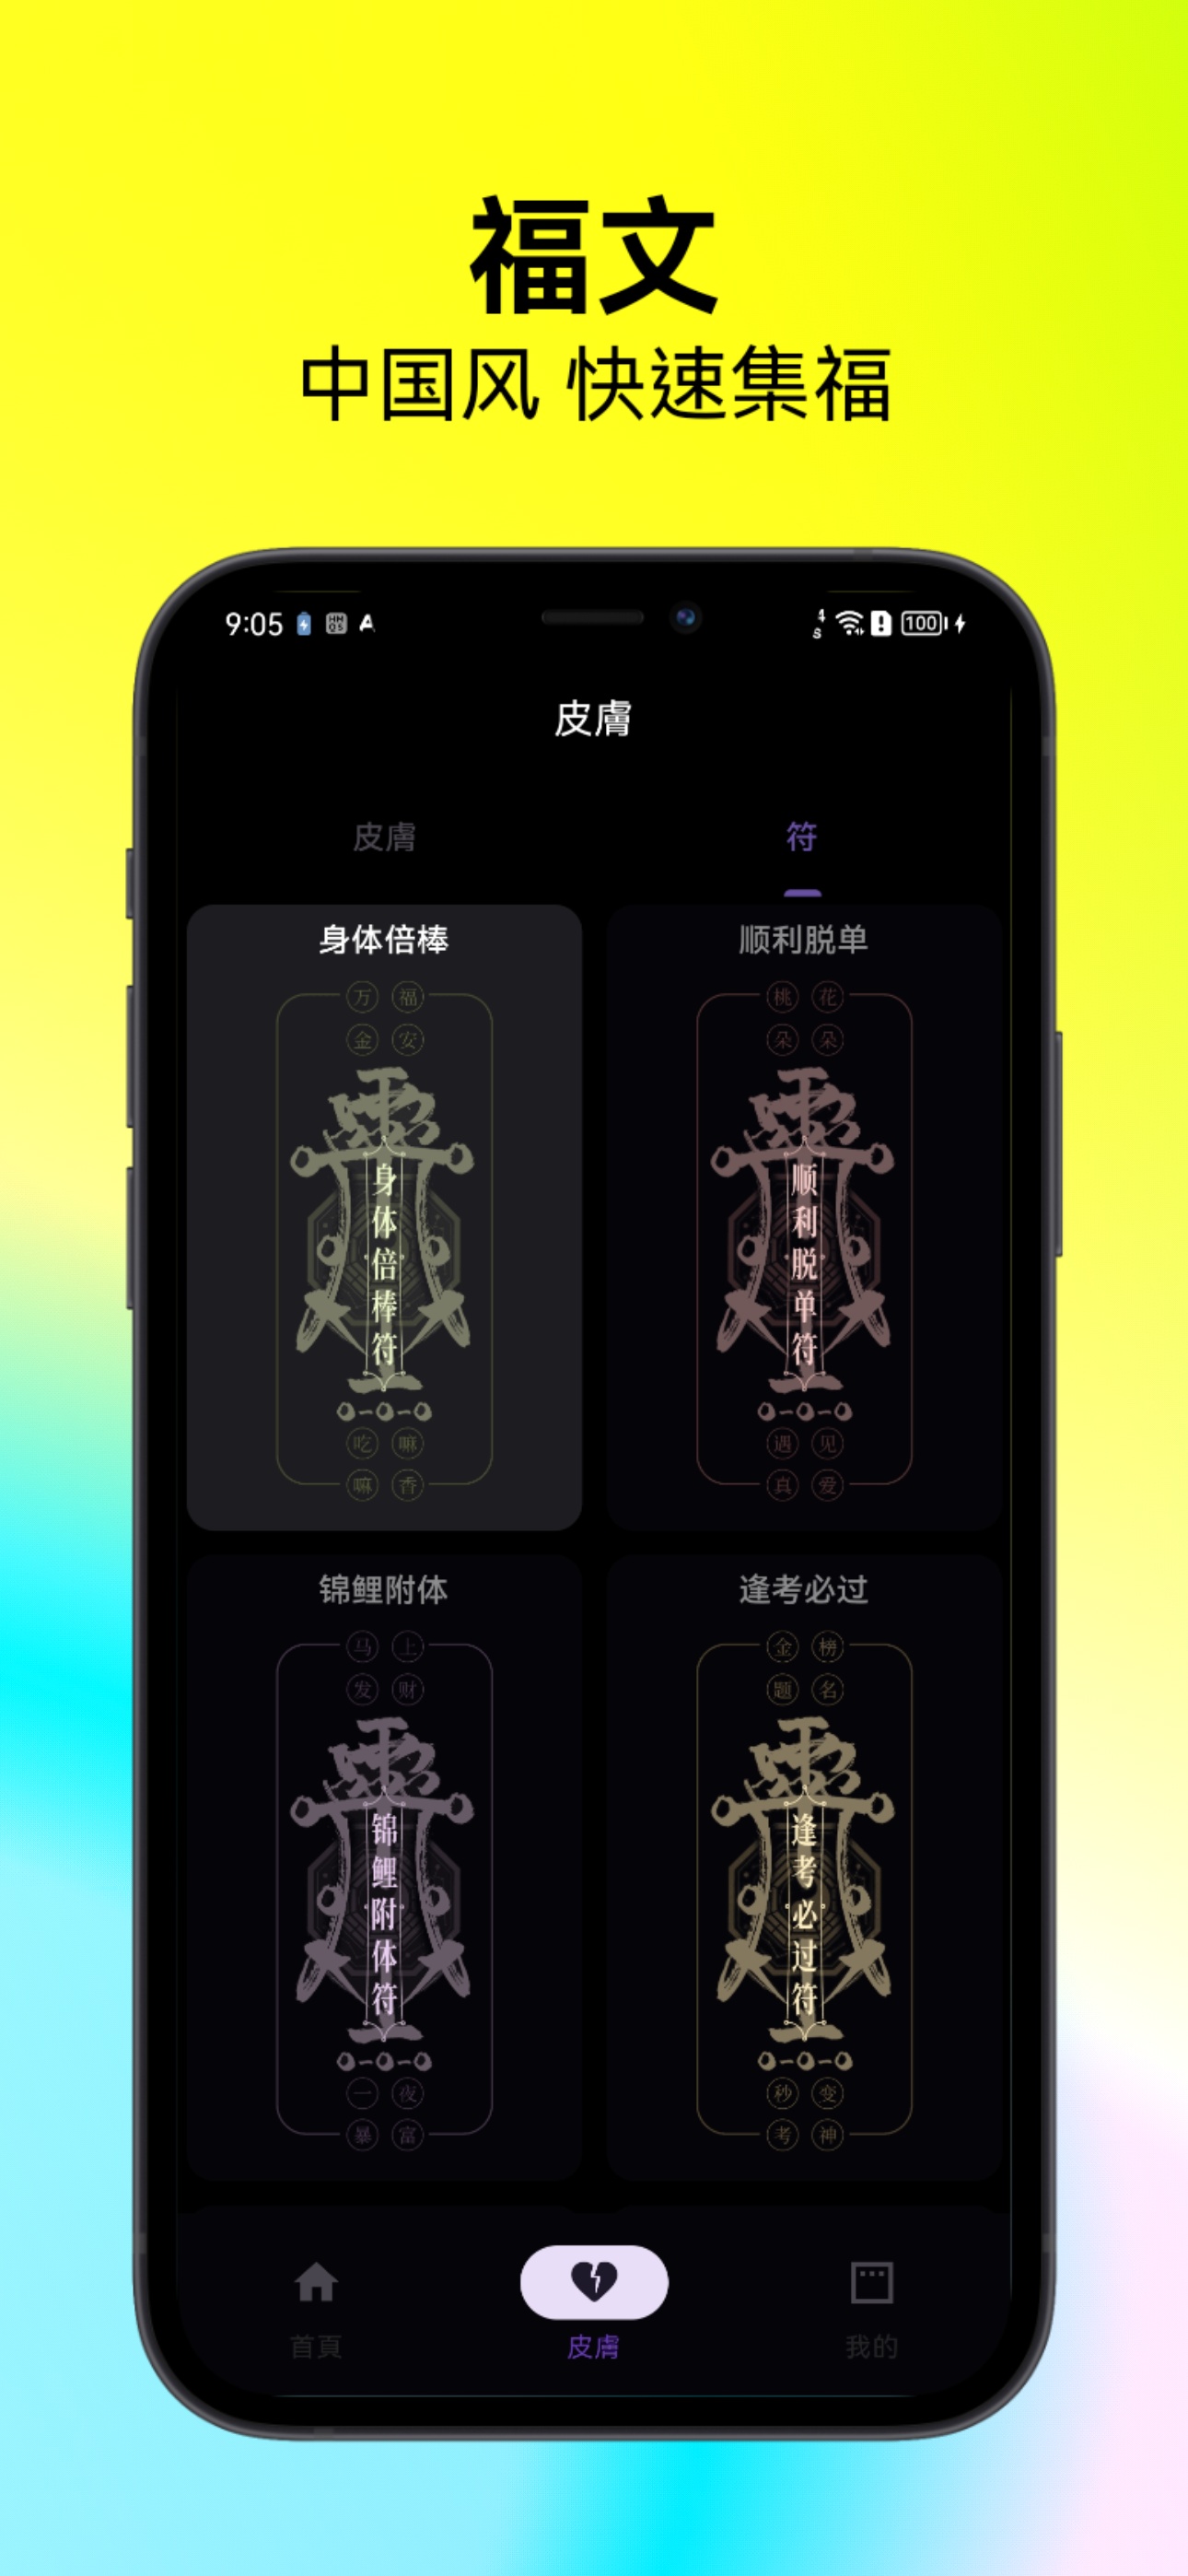 福文
中国风 快速集福
9:05
100
皮膚
皮膚
符
身体倍棒
万福
金安
身体倍棒符
吃嘛
嘛香
顺利脱单
桃花
朵朵
顺利脱单符
遇见
真爱
锦鲤附体
马上
发财
锦鲤附体符
一夜
暴富
逢考必过
金榜
题名
逢考必过符
秒变
考神
首頁
皮膚
我的